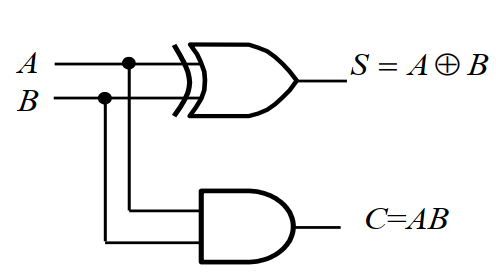 A
S = A ⊕ B
B
C=AB